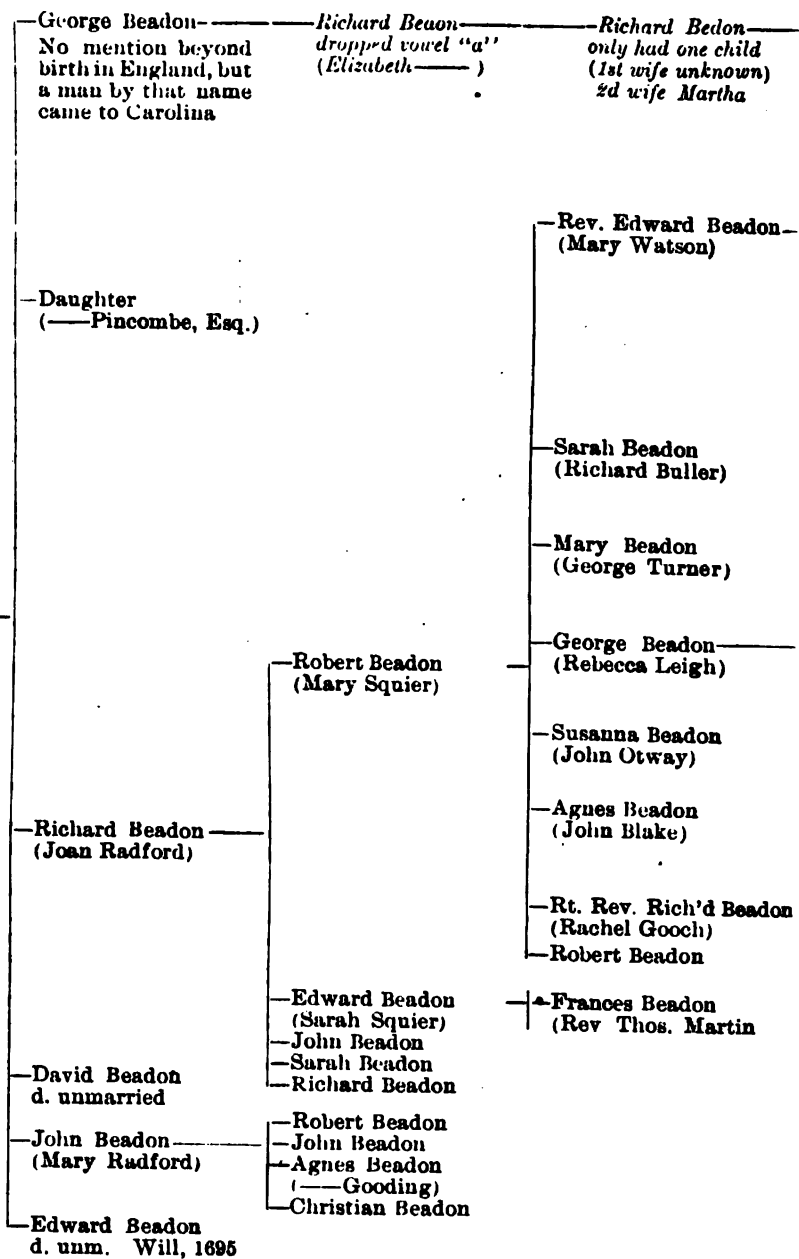 George Beadon
No mention beyond
birth in England, but
a man by that name
came to Carolina
Richard Beaon
dropped vowel "a"
(Elizabeth—— )
Richard Bedon
only had one child
(1st wife unknown)
2d wife Martha
Daughter
(——Pincombe, Esq.)
Richard Beadon
(Joan Radford)
David Beadon
d. unmarried
John Beadon
(Mary Radford)
Edward Beadon
d. unm. Will, 1695
Robert Beadon
(Mary Squier)
Edward Beadon
(Sarah Squier)
John Beadon
Sarah Beadon
Richard Beadon
Robert Beadon
John Beadon
Agnes Beadon
(——Gooding)
Christian Beadon
Rev. Edward Beadon
(Mary Watson)
Sarah Beadon
(Richard Buller)
Mary Beadon
(George Turner)
George Beadon
(Rebecca Leigh)
Susanna Beadon
(John Otway)
Agnes Beadon
(John Blake)
Rt. Rev. Rich'd Beadon
(Rachel Gooch)
Robert Beadon
Frances Beadon
(Rev Thos. Martin